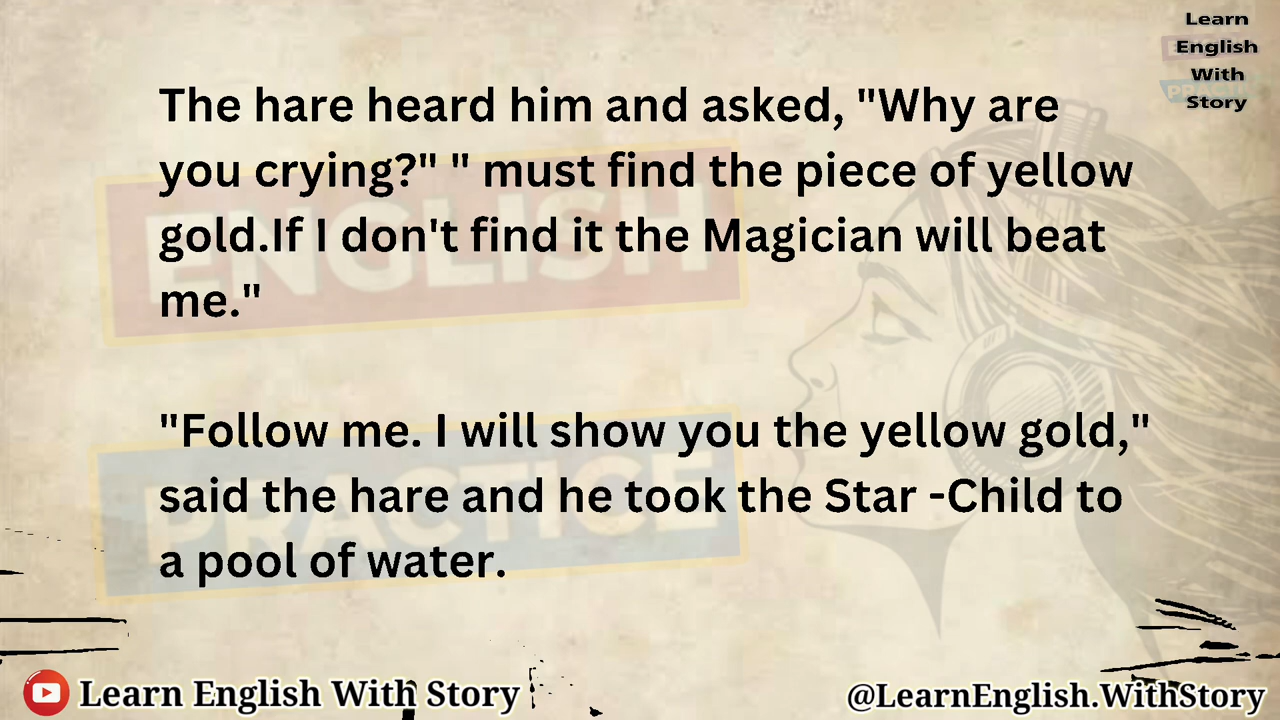 Learn
English
With
Story
The hare heard him and asked, "Why are
you crying?" " must find the piece of yellow
gold.If I don't find it the Magician will beat
me."
"Follow me. I will show you the yellow gold,"
said the hare and he took the Star -Child to
a pool of water.
ENGLISH
PRACTICE
Learn English With Story
@LearnEnglish.WithStory